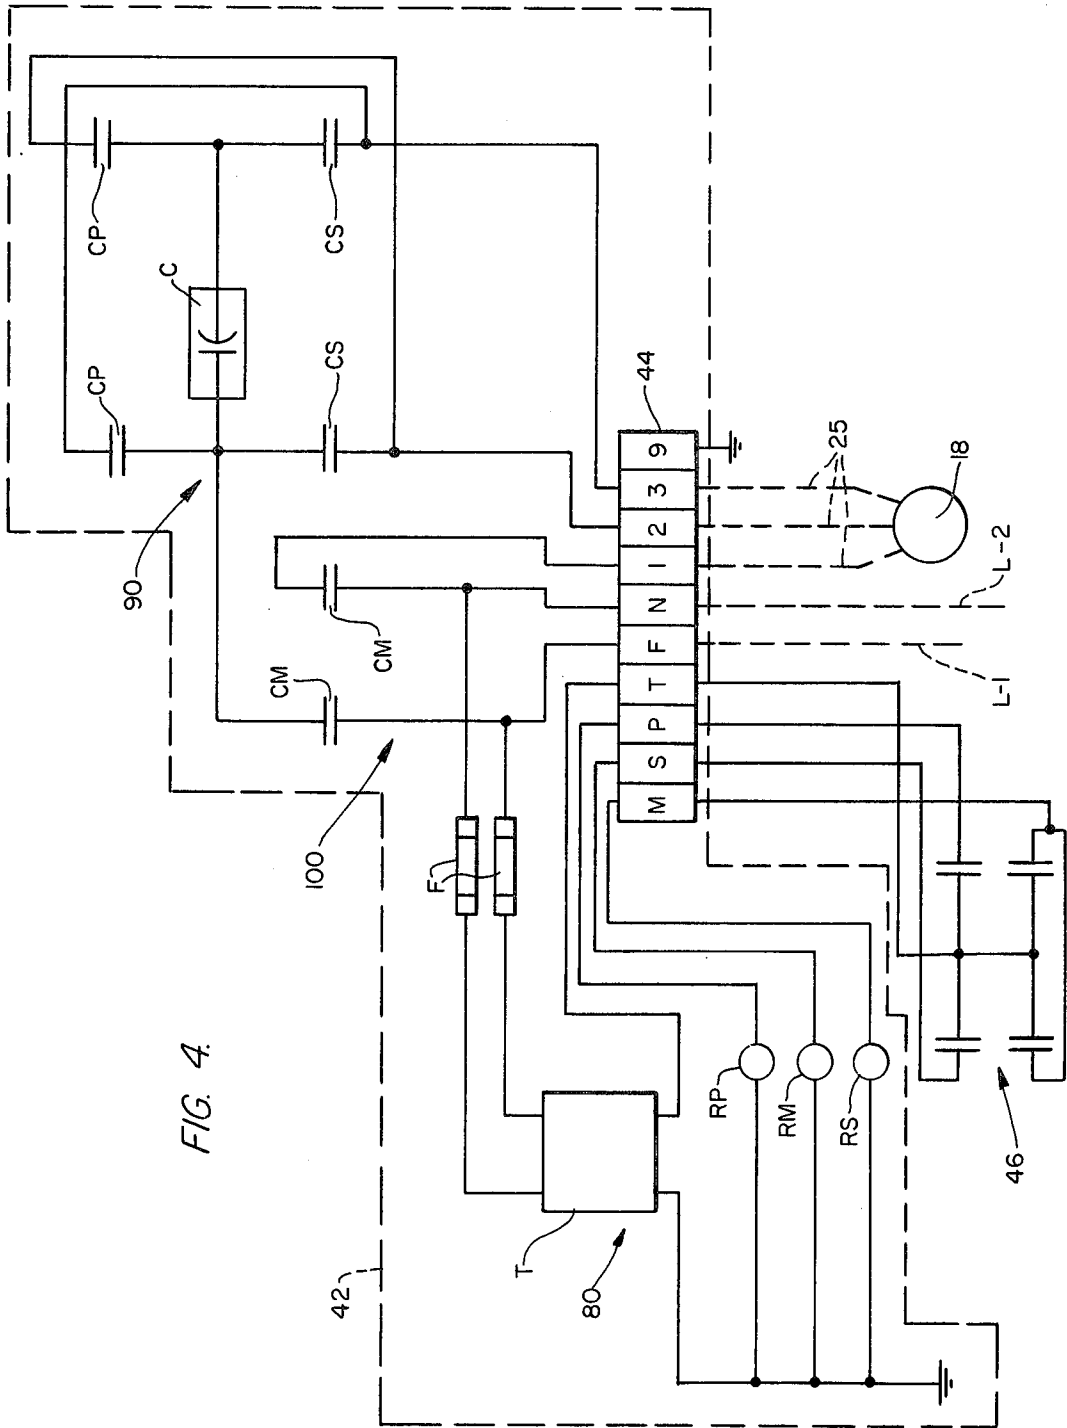 FIG. 4.
42
80
T
100
F
CM
CM
90
CP
CP
C
CS
CS
44
M S P T F N 1 2 3 9
25
18
L-2
L-1
RP
RM
RS
46